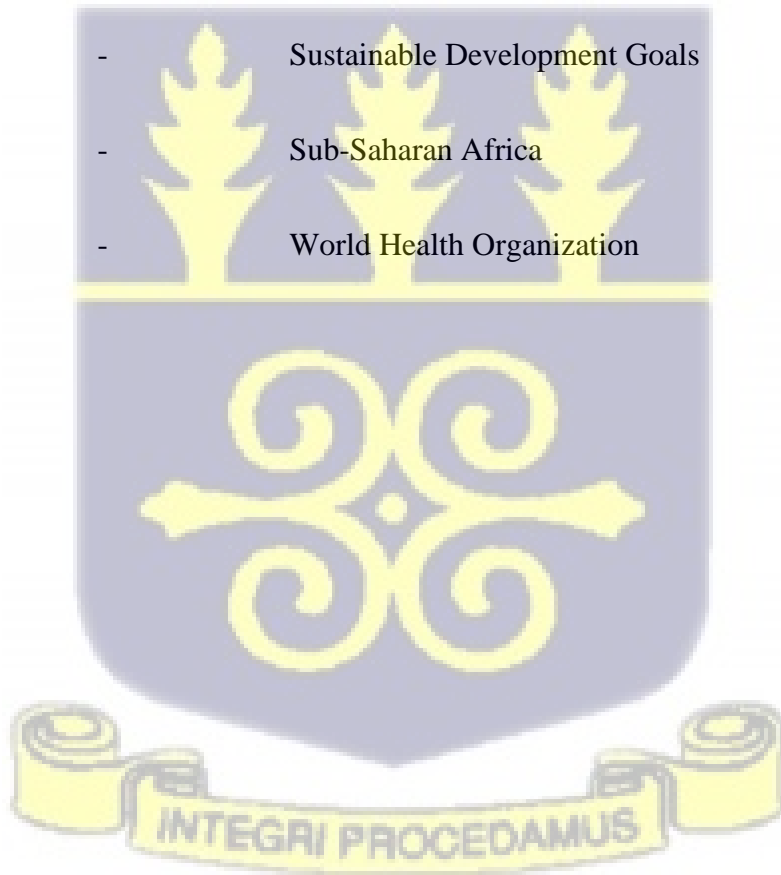 - Sustainable Development Goals
- Sub-Saharan Africa
- World Health Organization
INTEGRI PROCEDAMUS